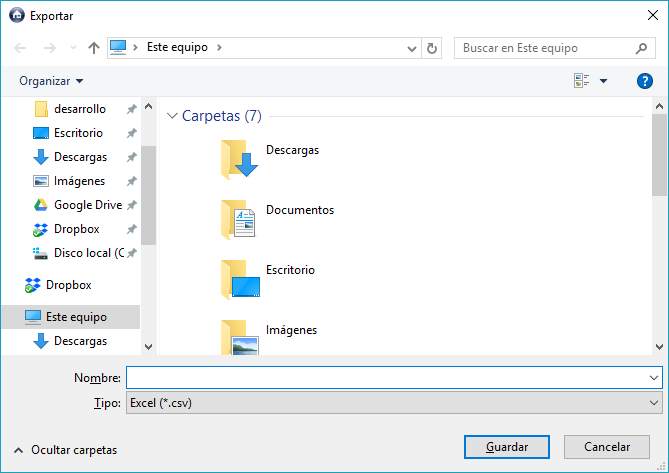 Exportar
Este equipo
Buscar en Este equipo
Organizar
?
desarrollo
Escritorio
Descargas
Imágenes
Google Drive
Dropbox
Disco local (C
Dropbox
Este equipo
Descargas
Carpetas (7)
Descargas
Documentos
Escritorio
Imágenes
Nombre:
Tipo: Excel (*.csv)
Ocultar carpetas
Guardar
Cancelar